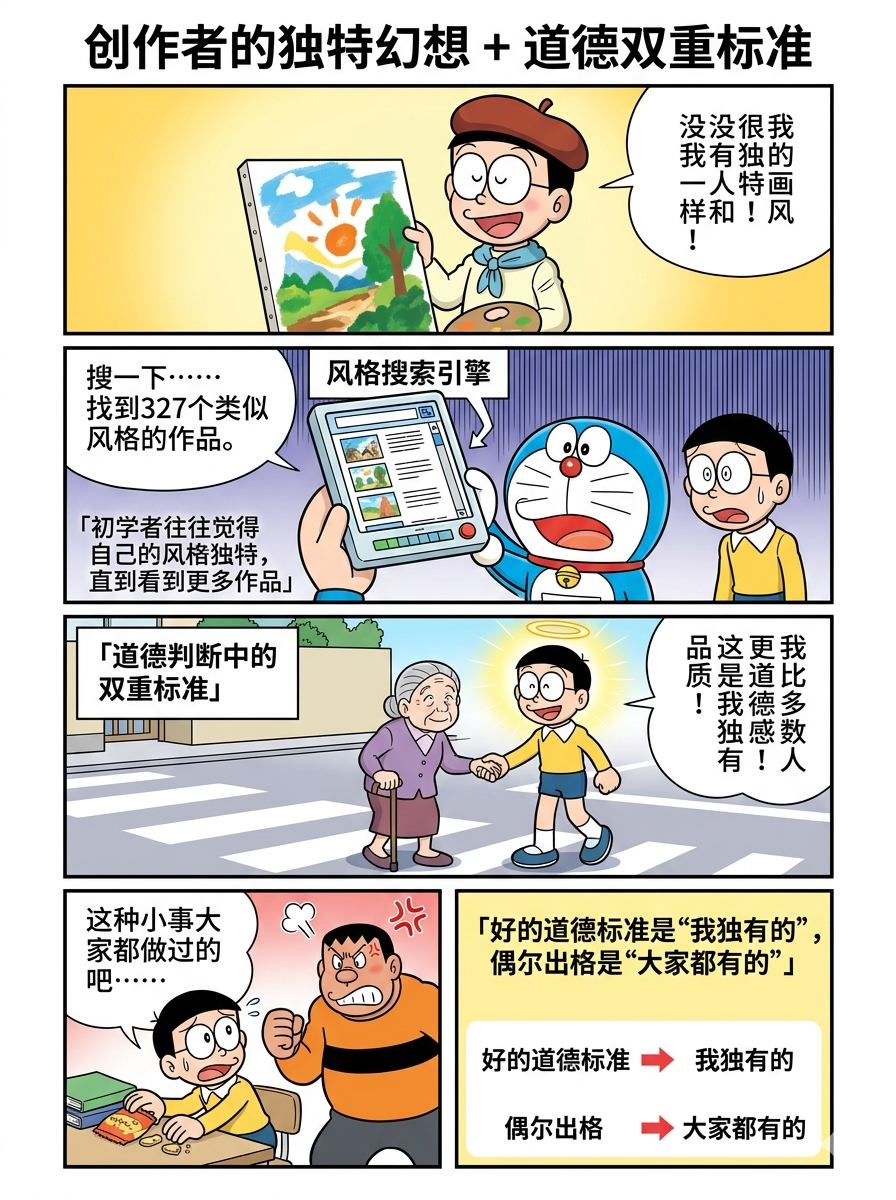 创作者的独特幻想 + 道德双重标准
我的画风
很独特！
没有人和
没我一样！
搜一下……
找到327个类似
风格的作品。
风格搜索引擎
「初学者往往觉得
自己的风格独特，
直到看到更多作品」
「道德判断中的
双重标准」
我比多数人
更道德感！
这是我独有
品质！
这种小事大
家都做过的
吧……
「好的道德标准是“我独有的”，
偶尔出格是“大家都有的”」
好的道德标准 → 我独有的
偶尔出格 → 大家都有的